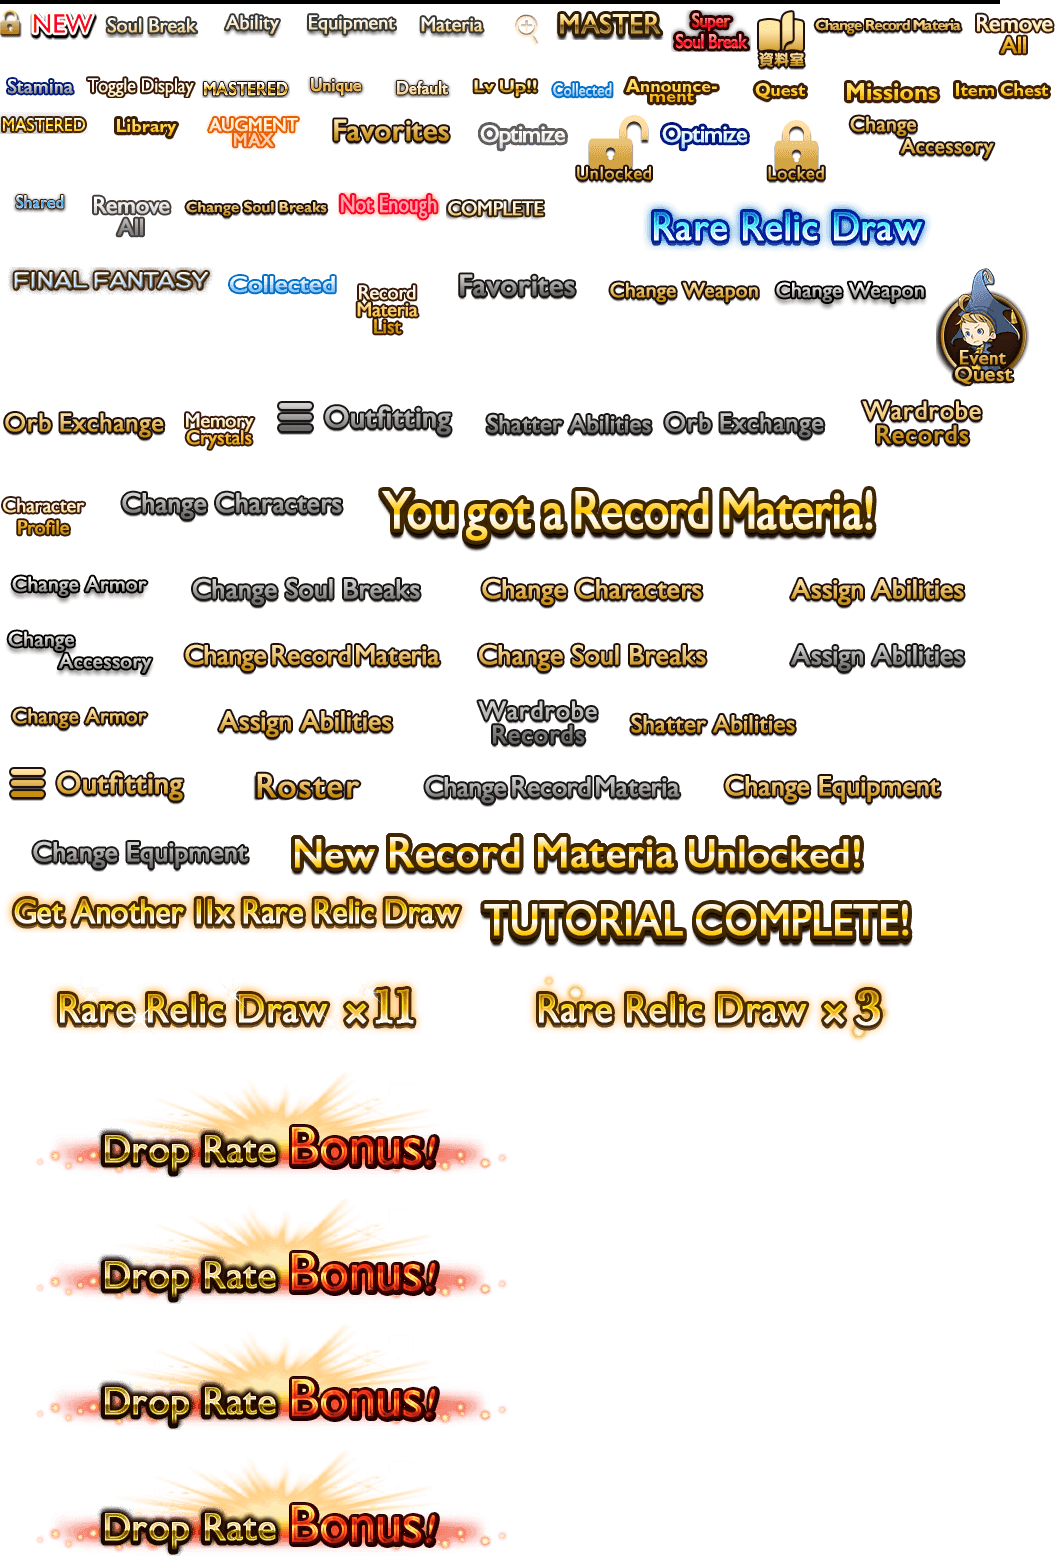 NEW
Soul Break
Ability
Equipment
Materia
MASTER
Super
Soul Break
資料室
Change Record Materia
Remove
All
Stamina
Toggle Display
MASTERED
Unique
Default
Lv Up!!
Collected
Announce-
ment
Quest
Missions
Item Chest
MASTERED
Library
AUGMENT
MAX
Favorites
Optimize
Unlocked
Optimize
Locked
Change
Accessory
Shared
Remove
All
Change Soul Breaks
Not Enough
COMPLETE
Rare Relic Draw
FINAL FANTASY
Collected
Record
Materia
List
Favorites
Change Weapon
Change Weapon
Event
Quest
Orb Exchange
Memory
Crystals
Outfitting
Shatter Abilities
Orb Exchange
Wardrobe
Records
Character
Profile
Change Characters
You got a Record Materia!
Change Armor
Change Soul Breaks
Change Characters
Assign Abilities
Change
Accessory
Change Record Materia
Change Soul Breaks
Assign Abilities
Change Armor
Assign Abilities
Wardrobe
Records
Shatter Abilities
Outfitting
Roster
Change Record Materia
Change Equipment
Change Equipment
New Record Materia Unlocked!
Get Another 11x Rare Relic Draw
TUTORIAL COMPLETE!
Rare Relic Draw ×11
Rare Relic Draw ×3
Drop Rate Bonus!
Drop Rate Bonus!
Drop Rate Bonus!
Drop Rate Bonus!